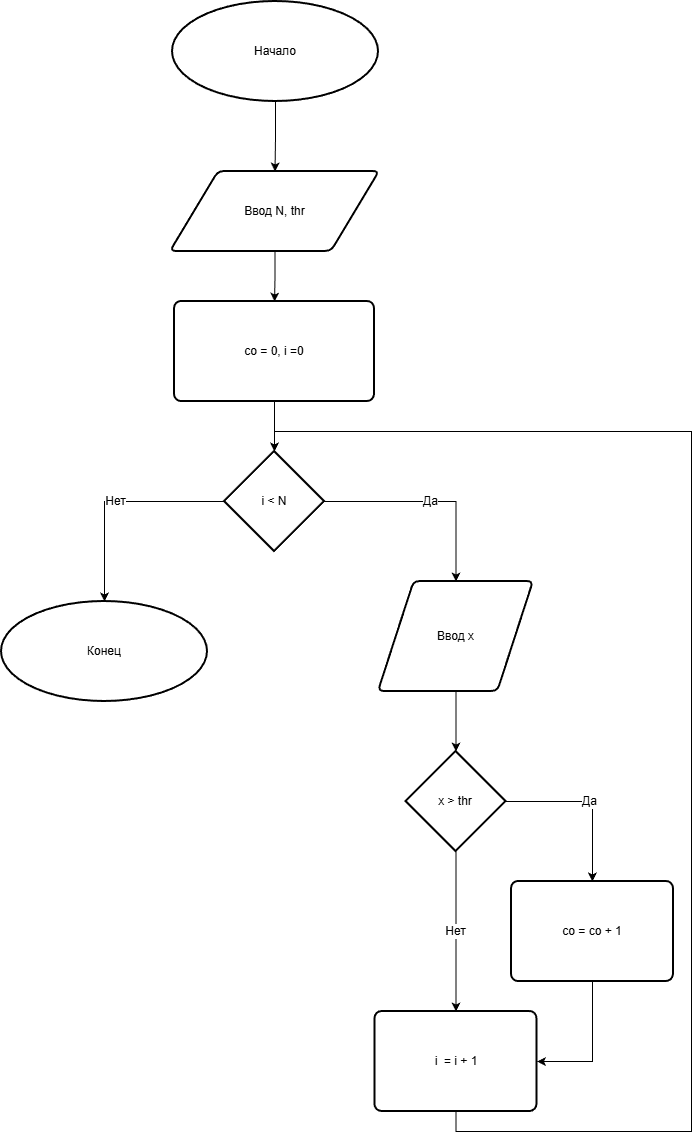 Начало
Ввод N, thr
co = 0, i =0
i < N
Нет
Да
Конец
Ввод x
x > thr
Да
Нет
co = co + 1
i = i + 1